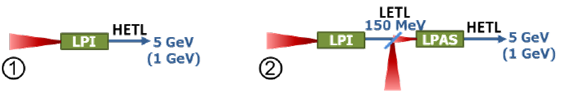 HETL
LPI
5 GeV
(1 GeV)
1
LETL
150 MeV
HETL
LPI
LPAS
5 GeV
(1 GeV)
2